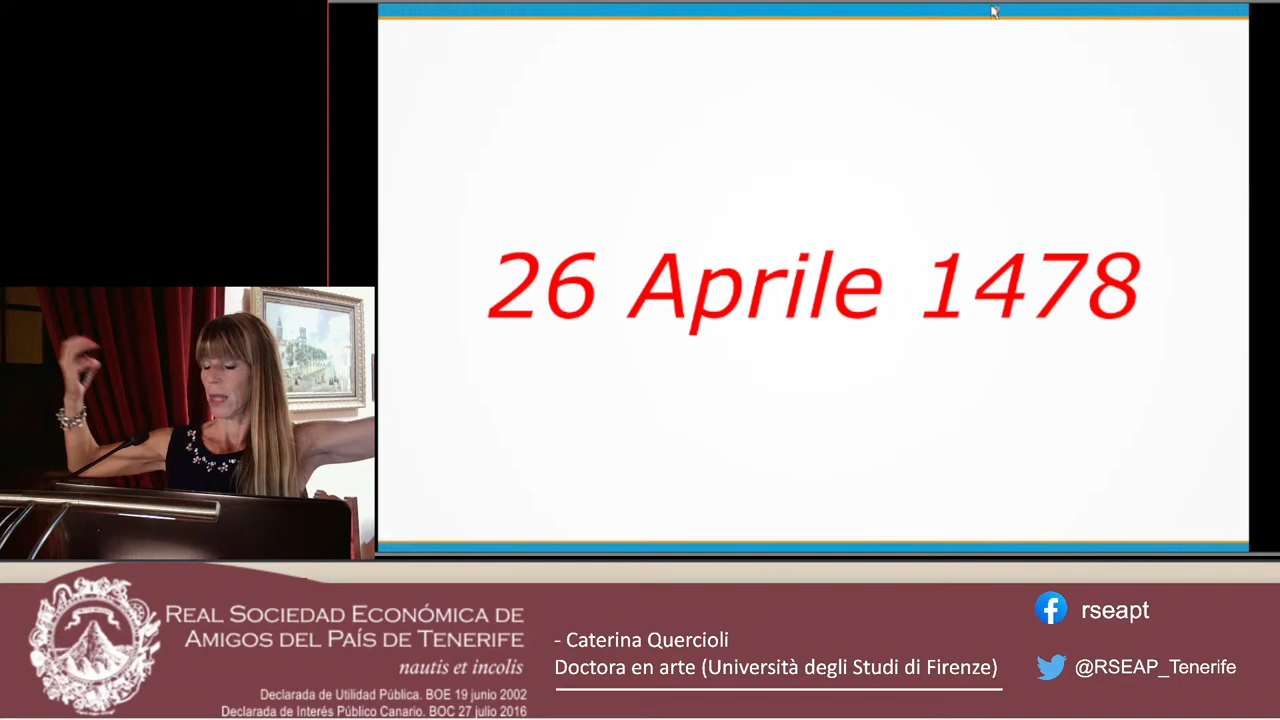 26 Aprile 1478
REAL SOCIEDAD ECONÓMICA DE
AMIGOS DEL PAÍS DE TENERIFE
nautis et incolis
Declarada de Utilidad Pública. BOE 19 junio 2002
Declarada de Interés Público Canario. BOC 27 julio 2016
- Caterina Quercioli
Doctora en arte (Università degli Studi di Firenze)
rseapt
@RSEAP_Tenerife